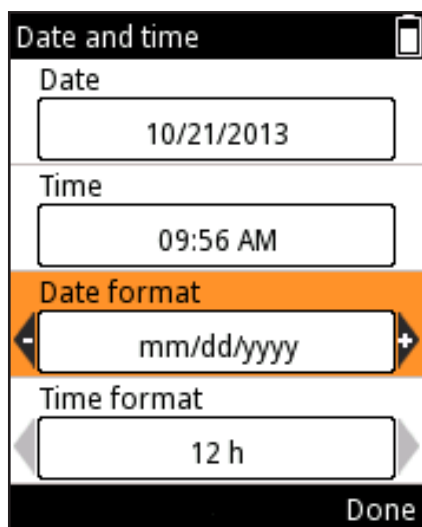 Date and time
Date
10/21/2013
Time
09:56 AM
Date format
- mm/dd/yyyy +
Time format
12 h
Done